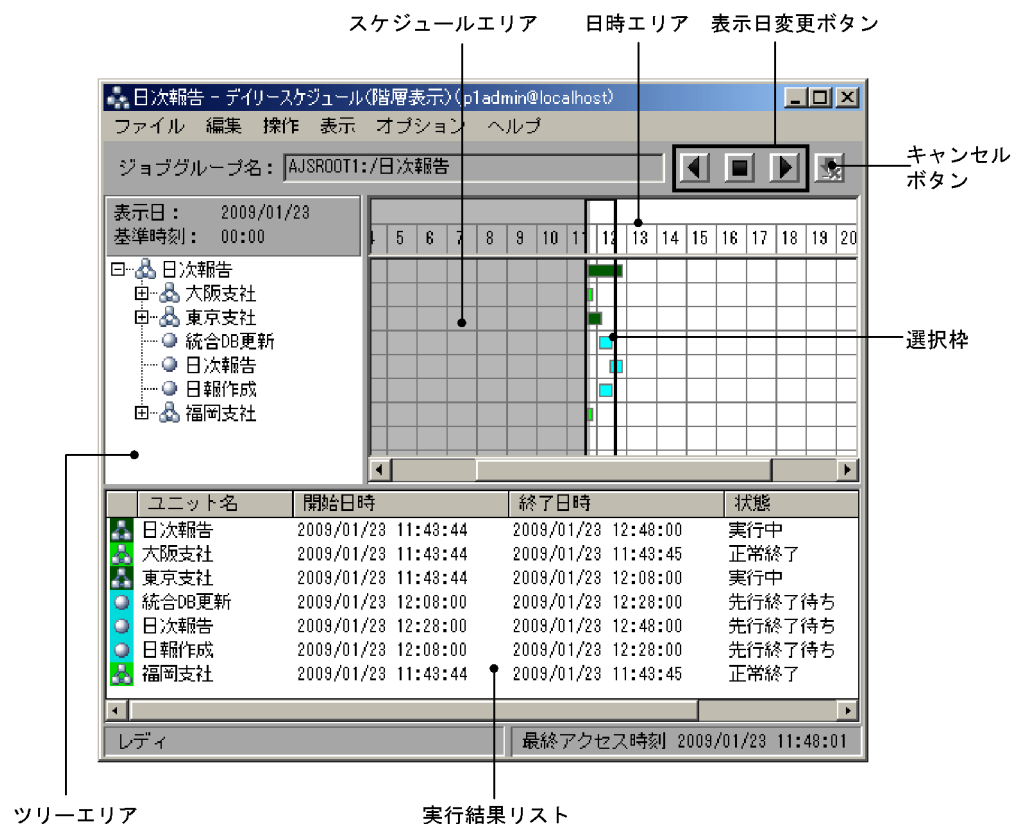 スケジュールエリア 日時エリア 表示日変更ボタン
日次報告 - デイリースケジュール(階層表示)(p1admin@localhost)
ファイル 編集 操作 表示 オプション ヘルプ
ジョブグループ名： AJSROOT1:/日次報告
キャンセル
ボタン
表示日： 2009/01/23
基準時刻： 00:00
5 6 7 8 9 10 11 12 13 14 15 16 17 18 19 20
日次報告
大阪支社
東京支社
統合DB更新
日次報告
日報作成
福岡支社
選択枠
ユニット名 開始日時 終了日時 状態
日次報告 2009/01/23 11:43:44 2009/01/23 12:48:00 実行中
大阪支社 2009/01/23 11:43:44 2009/01/23 11:43:45 正常終了
東京支社 2009/01/23 11:43:44 2009/01/23 12:08:00 実行中
統合DB更新 2009/01/23 12:08:00 2009/01/23 12:28:00 先行終了待ち
日次報告 2009/01/23 12:28:00 2009/01/23 12:48:00 先行終了待ち
日報作成 2009/01/23 12:08:00 2009/01/23 12:28:00 先行終了待ち
福岡支社 2009/01/23 11:43:44 2009/01/23 11:43:45 正常終了
レディ 最終アクセス時刻 2009/01/23 11:48:01
ツリーエリア 実行結果リスト